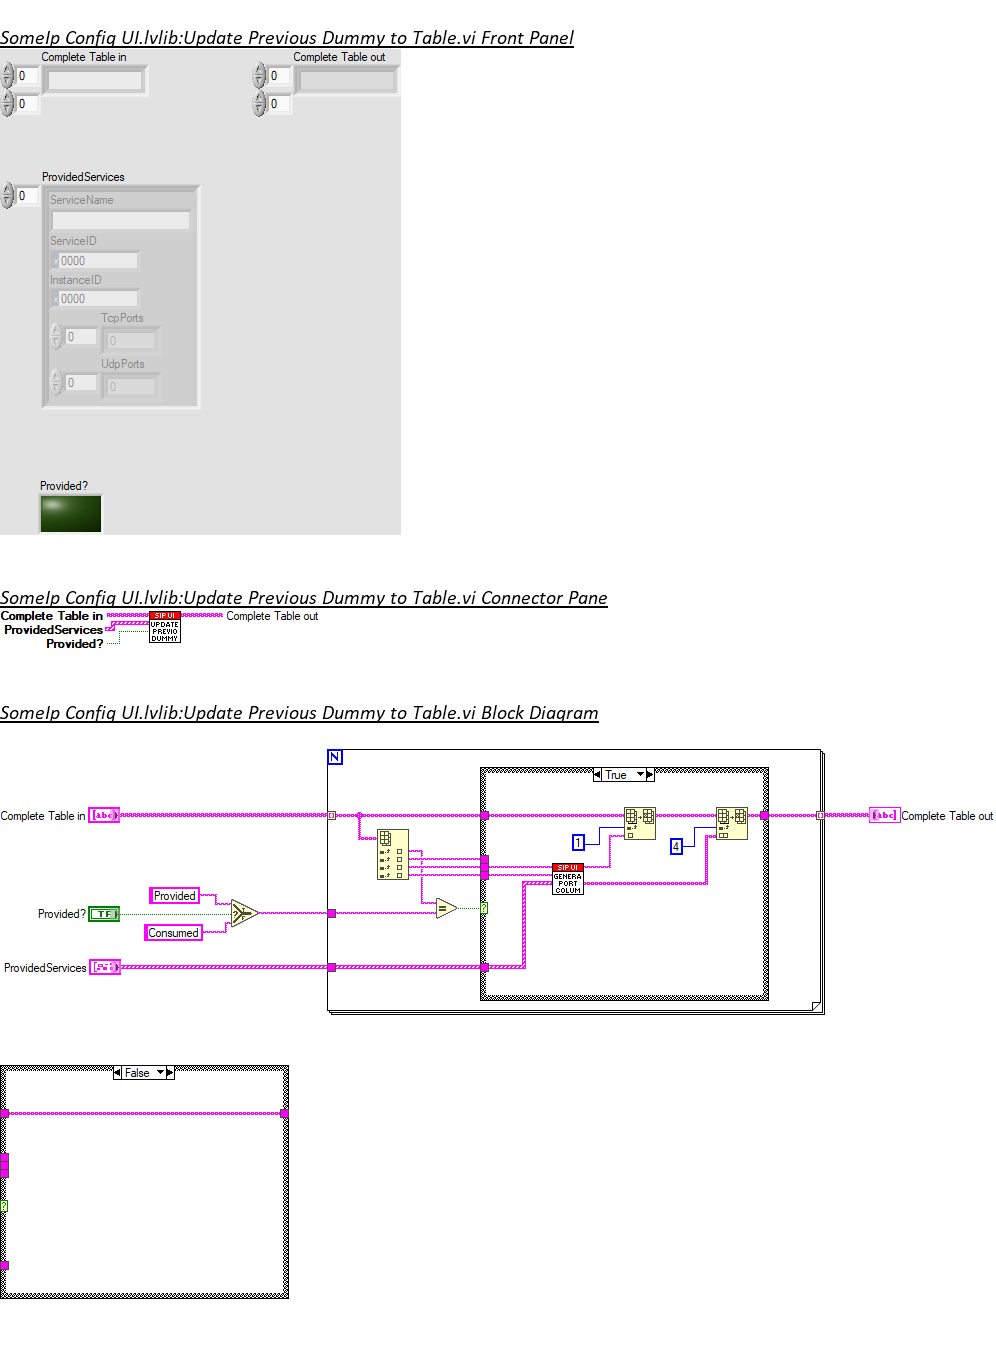 SomeIp Config UI.lvlib:Update Previous Dummy to Table.vi Front Panel
Complete Table in
Complete Table out
0
0
0
0
ProvidedServices
0
ServiceName
ServiceID
x 0000
InstanceID
x 0000
TcpPorts
0
0
UdpPorts
0
0
Provided?
SomeIp Config UI.lvlib:Update Previous Dummy to Table.vi Connector Pane
Complete Table in
ProvidedServices
Provided?
SIP UI
UPDATE
PREVIO
DUMMY
Complete Table out
SomeIp Config UI.lvlib:Update Previous Dummy to Table.vi Block Diagram
N
True
Complete Table in
abc
abc
Complete Table out
1
4
SIP UI
GENERA
PORT
COLUM
Provided
Provided?
TF
?
T
F
=
?
Consumed
ProvidedServices
False
?